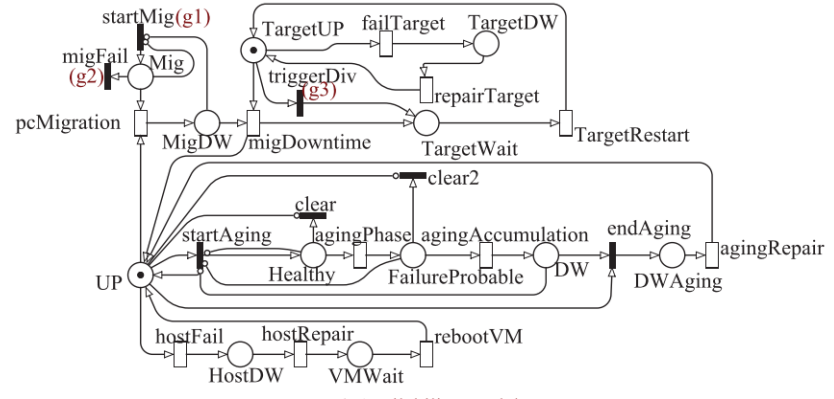 startMig(g1)
migFail
(g2)
Mig
pcMigration
MigDW
migDowntime
TargetUP
failTarget
TargetDW
triggerDiv
(g3)
repairTarget
TargetWait
TargetRestart
clear2
clear
startAging
agingPhase
agingAccumulation
endAging
agingRepair
UP
Healthy
FailureProbable
DW
DWAging
hostFail
hostRepair
rebootVM
HostDW
VMWait